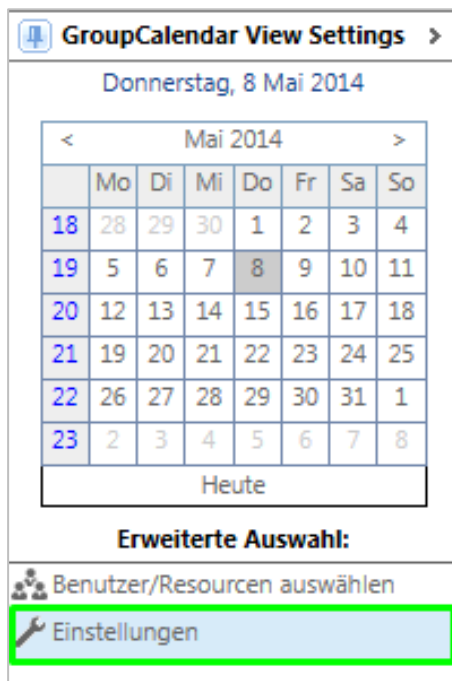 GroupCalendar View Settings >
Donnerstag, 8 Mai 2014
< Mai 2014 >
Mo Di Mi Do Fr Sa So
18 28 29 30 1 2 3 4
19 5 6 7 8 9 10 11
20 12 13 14 15 16 17 18
21 19 20 21 22 23 24 25
22 26 27 28 29 30 31 1
23 2 3 4 5 6 7 8
Heute
Erweiterte Auswahl:
Benutzer/Resourcen auswählen
Einstellungen